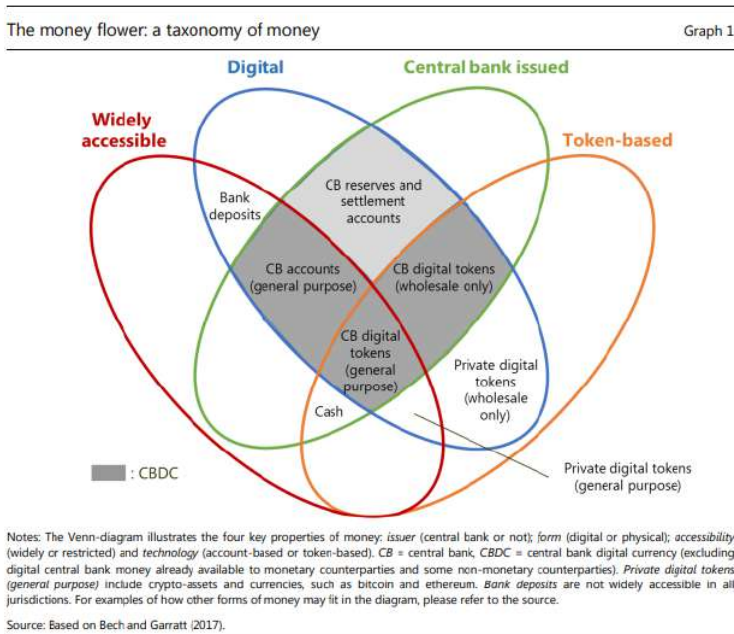 The money flower: a taxonomy of money
Graph 1
Digital
Central bank issued
Widely
accessible
Token-based
Bank
deposits
CB reserves and
settlement
accounts
CB accounts
(general purpose)
CB digital tokens
(wholesale only)
CB digital
tokens
(general
purpose)
Private digital
tokens
(wholesale
only)
Cash
Private digital tokens
(general purpose)
: CBDC
Notes: The Venn-diagram illustrates the four key properties of money: issuer (central bank or not); form (digital or physical); accessibility
(widely or restricted) and technology (account-based or token-based). CB = central bank, CBDC = central bank digital currency (excluding
digital central bank money already available to monetary counterparties and some non-monetary counterparties). Private digital tokens
(general purpose) include crypto-assets and currencies, such as bitcoin and ethereum. Bank deposits are not widely accessible in all
jurisdictions. For examples of how other forms of money may fit in the diagram, please refer to the source.
Source: Based on Bech and Garratt (2017).